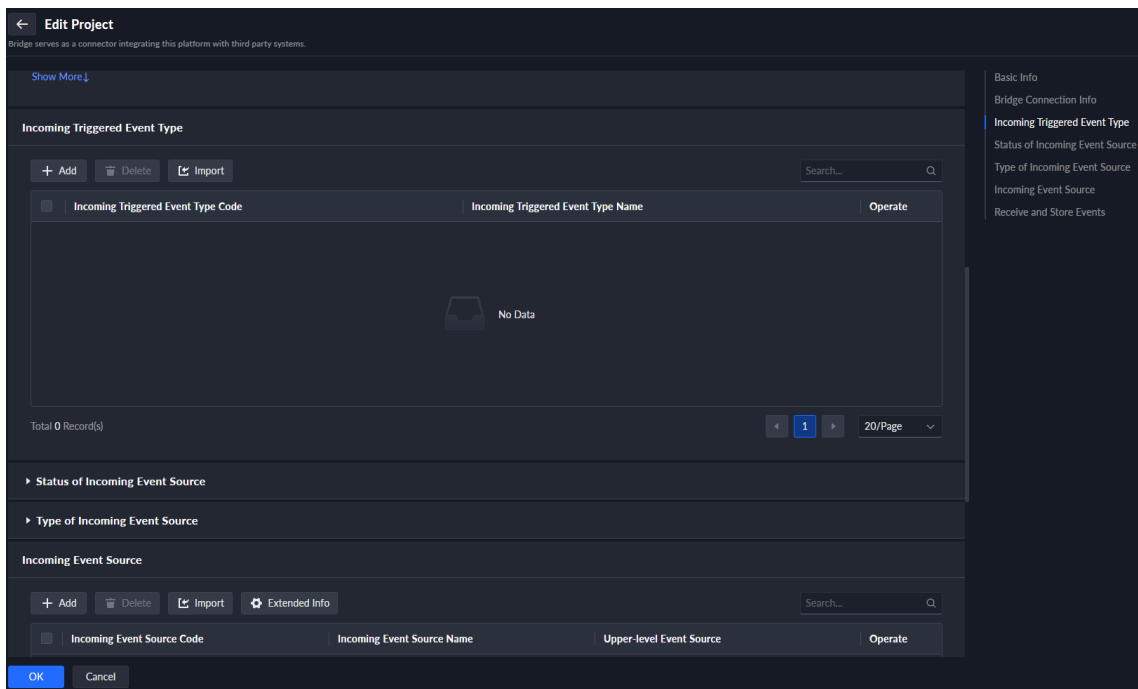 Edit Project
Bridge serves as a connector integrating this platform with third party systems.
Show More↓
Incoming Triggered Event Type
+ Add Delete Import Search...
Incoming Triggered Event Type Code Incoming Triggered Event Type Name Operate
No Data
Total 0 Record(s) 1 20/Page
Status of Incoming Event Source
Type of Incoming Event Source
Incoming Event Source
+ Add Delete Import Extended Info Search...
Incoming Event Source Code Incoming Event Source Name Upper-level Event Source Operate
OK Cancel
Basic Info
Bridge Connection Info
Incoming Triggered Event Type
Status of Incoming Event Source
Type of Incoming Event Source
Incoming Event Source
Receive and Store Events